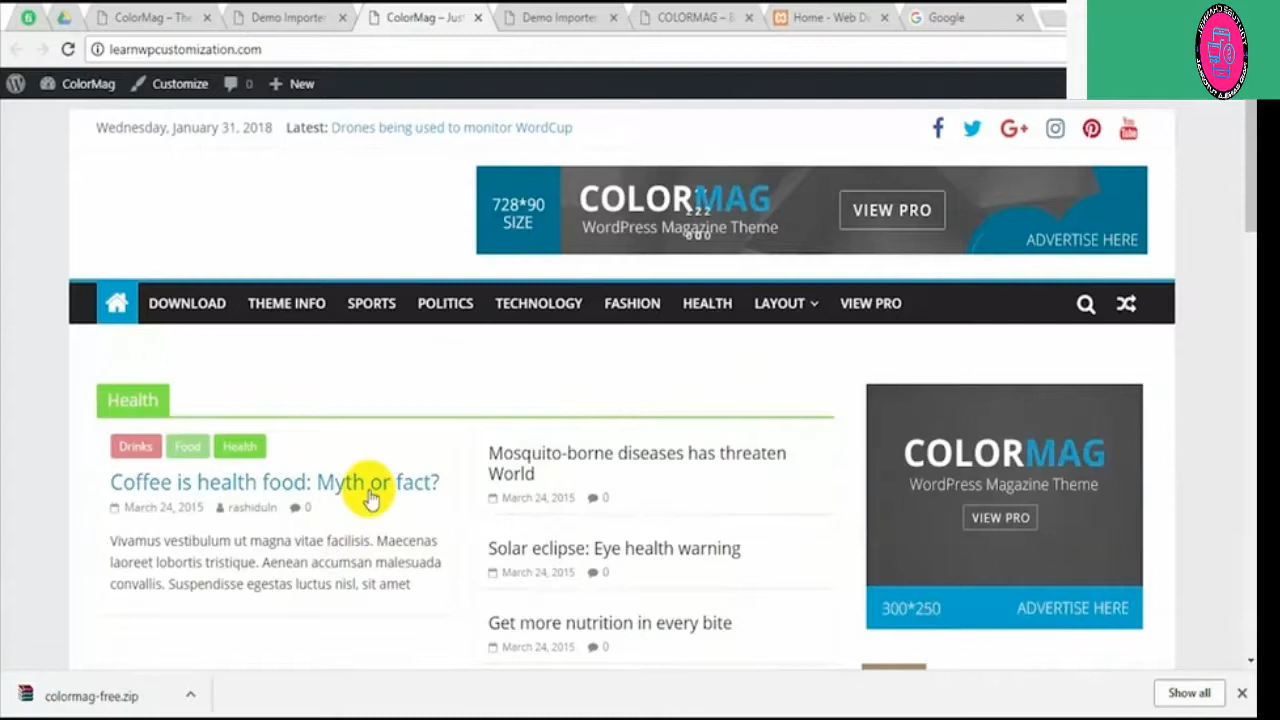 ColorMag – The
Demo Importer
ColorMag – Just
Demo Importer
COLORMAG – B
Home - Web De
Google
learnwpcustomization.com
ColorMag Customize 0 New
Wednesday, January 31, 2018 Latest: Drones being used to monitor WordCup
G+
You Tube
728*90
SIZE
COLORMAG
WordPress Magazine Theme
VIEW PRO
ADVERTISE HERE
DOWNLOAD THEME INFO SPORTS POLITICS TECHNOLOGY FASHION HEALTH LAYOUT VIEW PRO
Health
Drinks Food Health
Coffee is health food: Myth or fact?
March 24, 2015 rashiduln 0
Vivamus vestibulum ut magna vitae facilisis. Maecenas
laoreet lobortis tristique. Aenean accumsan malesuada
convallis. Suspendisse egestas luctus nisl, sit amet
Mosquito-borne diseases has threaten
World
March 24, 2015 0
Solar eclipse: Eye health warning
March 24, 2015 0
Get more nutrition in every bite
March 24, 2015 0
COLORMAG
WordPress Magazine Theme
VIEW PRO
300*250 ADVERTISE HERE
colormag-free.zip
Show all